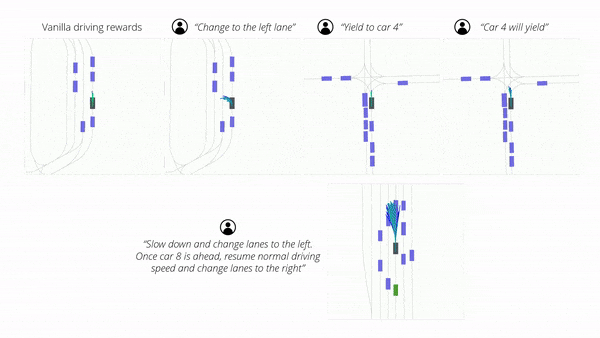 Vanilla driving rewards
“Change to the left lane”
“Yield to car 4”
“Car 4 will yield”
“Slow down and change lanes to the left.
Once car 8 is ahead, resume normal driving
speed and change lanes to the right”